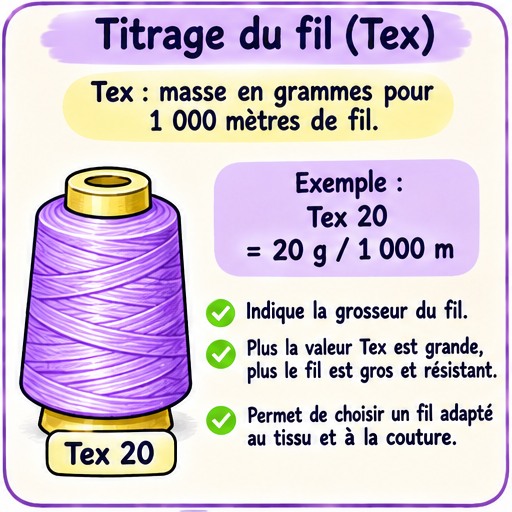 Titrage du fil (Tex)
Tex : masse en grammes pour
1 000 mètres de fil.
Exemple :
Tex 20
= 20 g / 1 000 m
Indique la grosseur du fil.
Plus la valeur Tex est grande,
plus le fil est gros et résistant.
Permet de choisir un fil adapté
au tissu et à la couture.
Tex 20